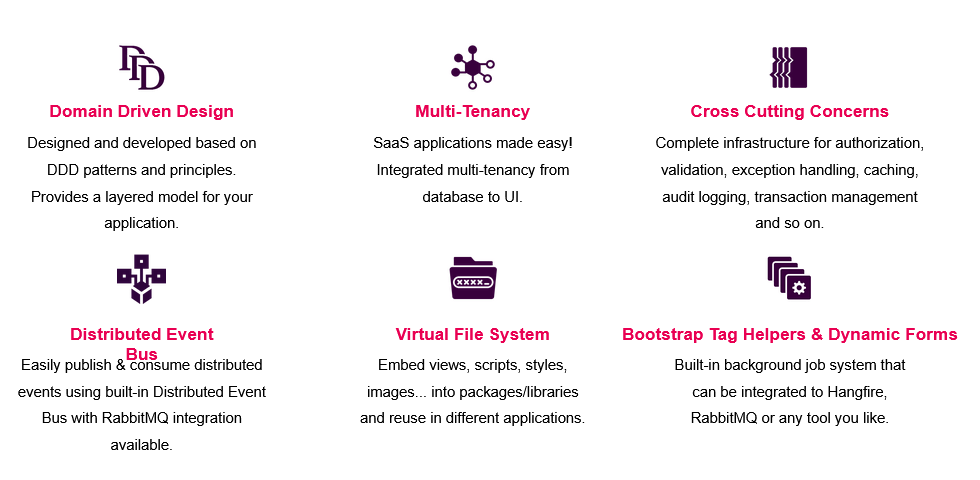 DDD
Domain Driven Design
Designed and developed based on
DDD patterns and principles.
Provides a layered model for your
application.
Multi-Tenancy
SaaS applications made easy!
Integrated multi-tenancy from
database to UI.
Cross Cutting Concerns
Complete infrastructure for authorization,
validation, exception handling, caching,
audit logging, transaction management
and so on.
Distributed Event
Bus
Easily publish & consume distributed
events using built-in Distributed Event
Bus with RabbitMQ integration
available.
xxxx_
Virtual File System
Embed views, scripts, styles,
images... into packages/libraries
and reuse in different applications.
Bootstrap Tag Helpers & Dynamic Forms
Built-in background job system that
can be integrated to Hangfire,
RabbitMQ or any tool you like.